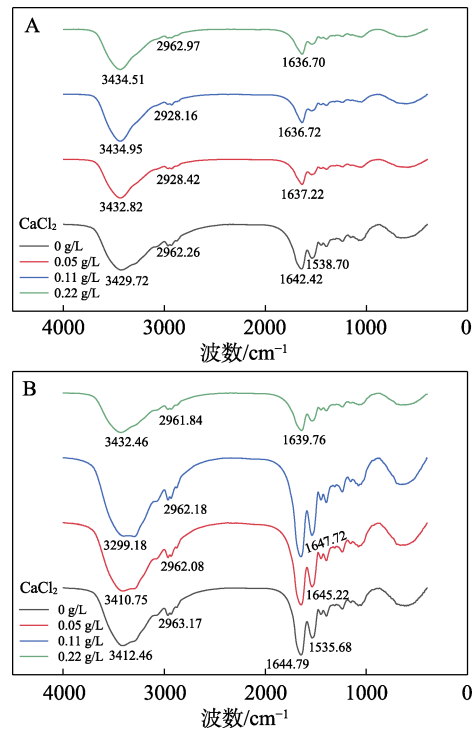 A
2962.97
3434.51
1636.70
2928.16
3434.95
1636.72
2928.42
3432.82
1637.22
CaCl₂
0 g/L
0.05 g/L
0.11 g/L
0.22 g/L
2962.26
3429.72
1538.70
1642.42
4000 3000 2000 1000
波数/cm⁻¹
B
2961.84
3432.46
1639.76
2962.18
3299.18
1647.72
2962.08
3410.75
1645.22
CaCl₂
0 g/L
0.05 g/L
0.11 g/L
0.22 g/L
2963.17
3412.46
1535.68
1644.79
4000 3000 2000 1000
波数/cm⁻¹